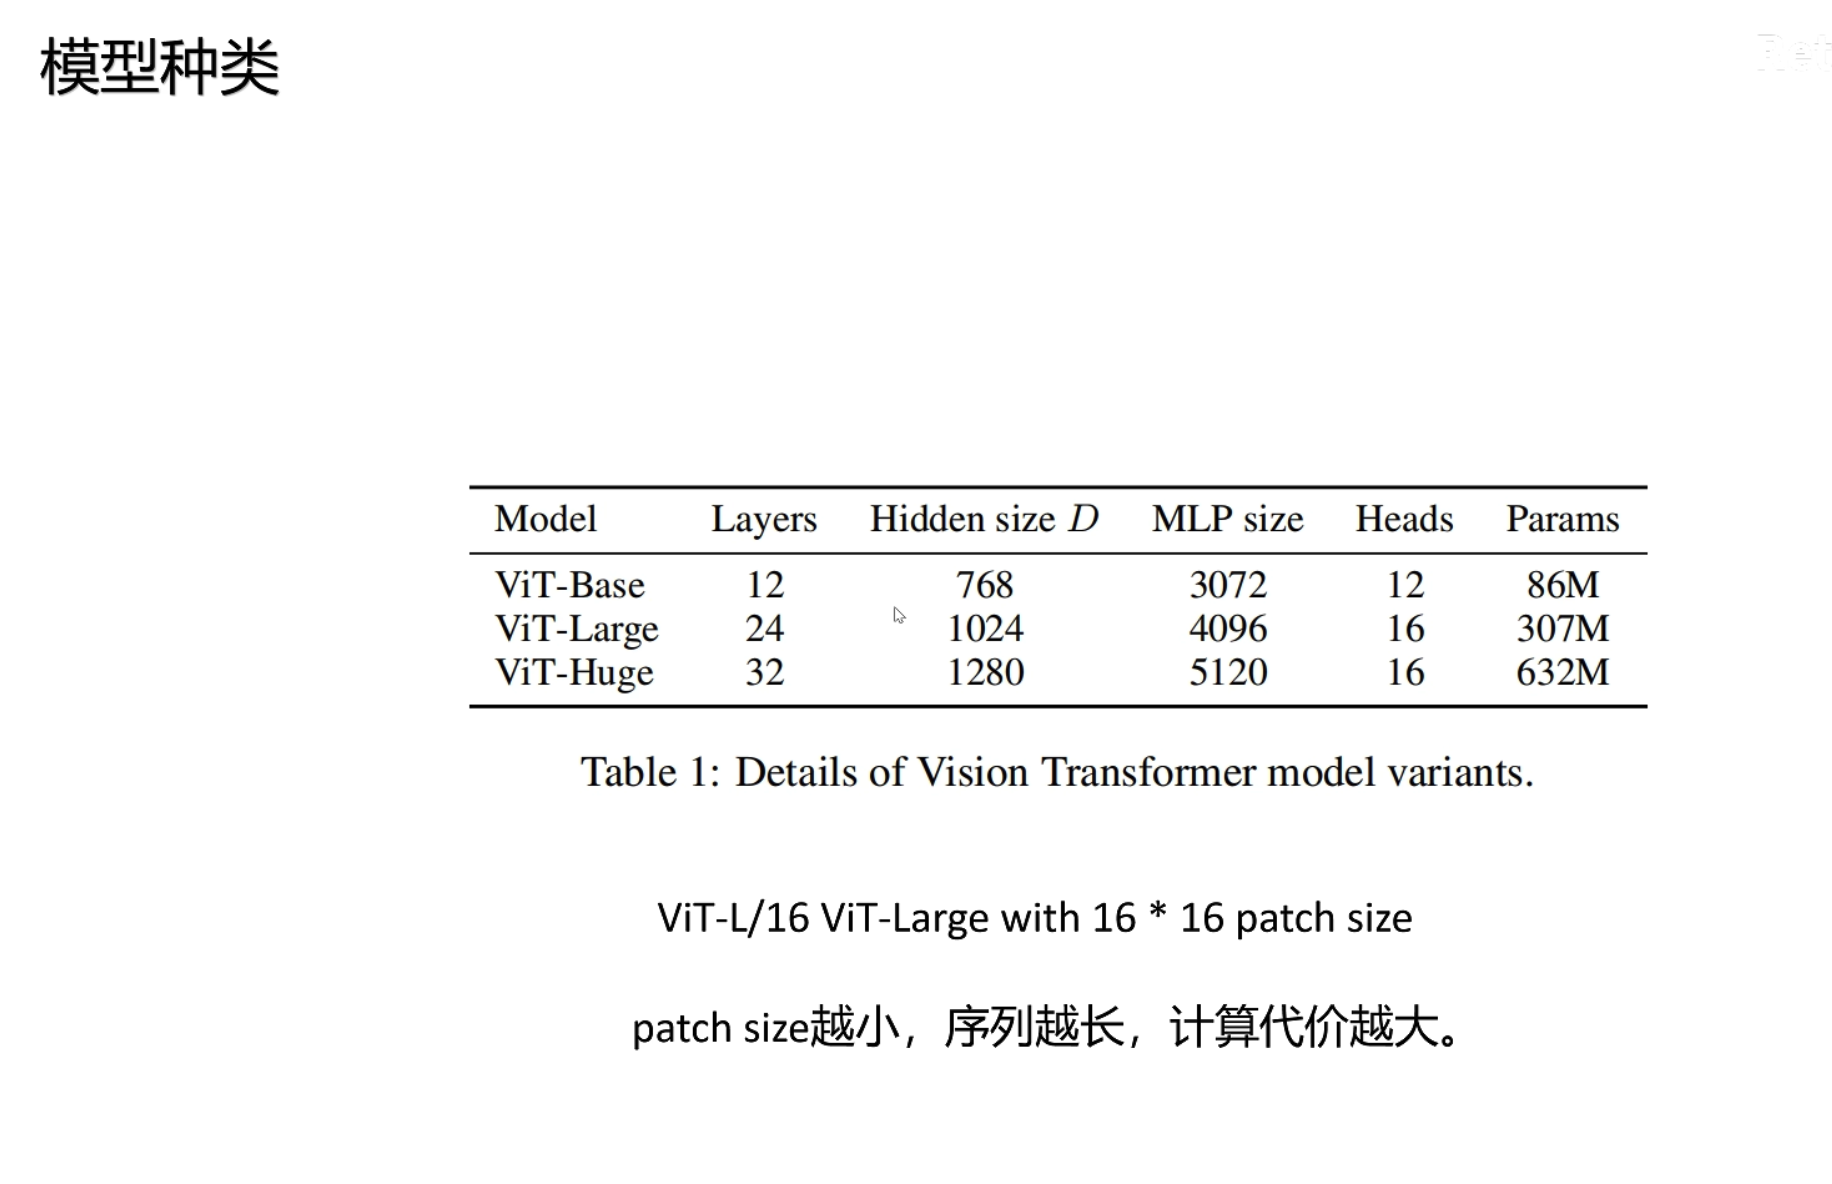 模型种类
Model Layers Hidden size D MLP size Heads Params
ViT-Base 12 768 3072 12 86M
ViT-Large 24 1024 4096 16 307M
ViT-Huge 32 1280 5120 16 632M
Table 1: Details of Vision Transformer model variants.
ViT-L/16 ViT-Large with 16 * 16 patch size
patch size越小，序列越长，计算代价越大。